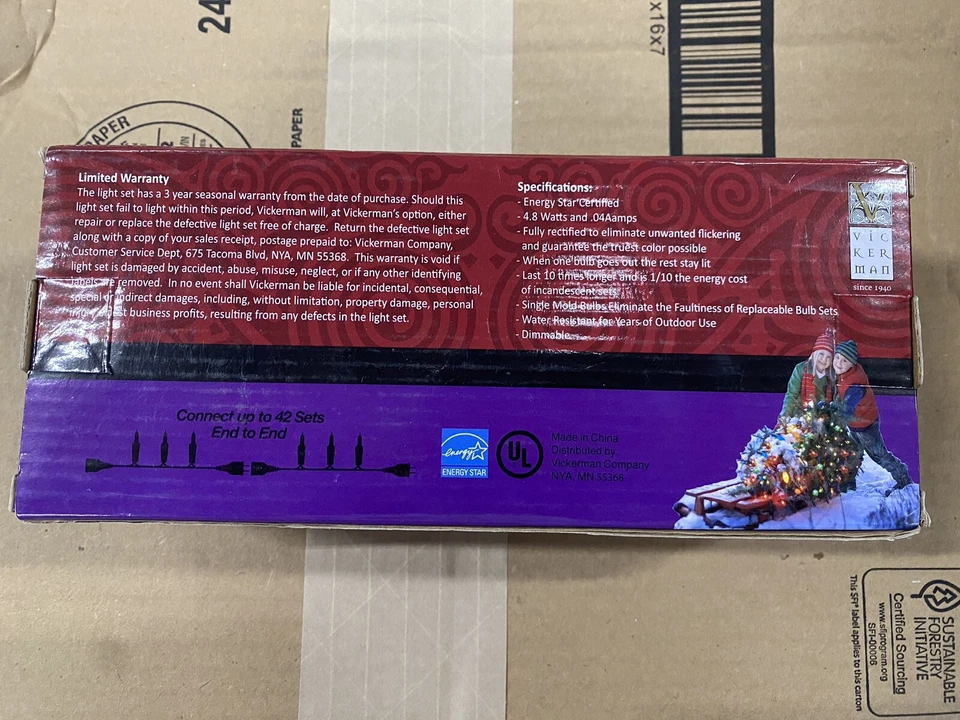 24
x16x7
PAPER
PAPER
Limited Warranty
The light set has a 3 year seasonal warranty from the date of purchase. Should this
light set fail to light within this period, Vickerman will, at Vickerman's option, either
repair or replace the defective light set free of charge. Return the defective light set
along with a copy of your sales receipt, postage prepaid to: Vickerman Company,
Customer Service Dept, 675 Tacoma Blvd, NYA, MN 55368. This warranty is void if
light set is damaged by accident, abuse, misuse, neglect, or if any other identifying
labels are removed. In no event shall Vickerman be liable for incidental, consequential,
special or indirect damages, including, without limitation, property damage, personal
lost business profits, resulting from any defects in the light set.
Specifications:
- Energy Star Certified
- 4.8 Watts and .04Aamps
- Fully rectified to eliminate unwanted flickering
and guarantee the truest color possible
- When one bulb goes out the rest stay lit
- Last 10 times longer and is 1/10 the energy cost
of incandescent sets
- Single Mold Bulbs Eliminate the Faultiness of Replaceable Bulb Sets
- Water Resistant for Years of Outdoor Use
- Dimmable
V
VIC
KER
MAN
since 1940
Connect up to 42 Sets
End to End
energy
ENERGY STAR
UL
Made in China
Distributed by
Vickerman Company
NYA, MN 55368
SUSTAINABLE
FORESTRY
INITIATIVE
Certified Sourcing
www.sfiprogram.org
SFI-00008
This SFI® label applies to this carton